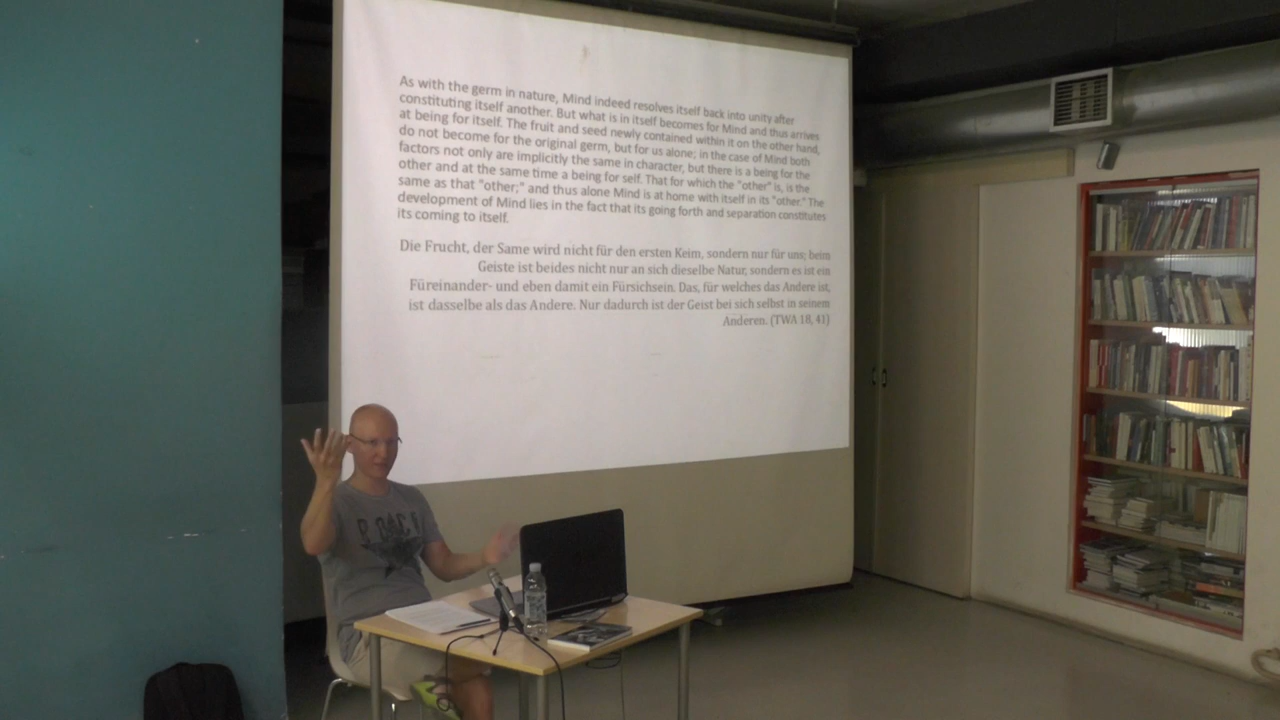 As with the germ in nature, Mind indeed resolves itself back into unity after
constituting itself another. But what is in itself becomes for Mind and thus arrives
at being for itself. The fruit and seed newly contained within it on the other hand,
do not become for the original germ, but for us alone; in the case of Mind both
factors not only are implicitly the same in character, but there is a being for the
other and at the same time a being for self. That for which the "other" is, is the
same as that "other;" and thus alone Mind is at home with itself in its "other." The
development of Mind lies in the fact that its going forth and separation constitutes
its coming to itself.
Die Frucht, der Same wird nicht für den ersten Keim, sondern nur für uns; beim
Geiste ist beides nicht nur an sich dieselbe Natur, sondern es ist ein
Füreinander- und eben damit ein Fürsichsein. Das, für welches das Andere ist,
ist dasselbe als das Andere. Nur dadurch ist der Geist bei sich selbst in seinem
Anderen. (TWA 18, 41)